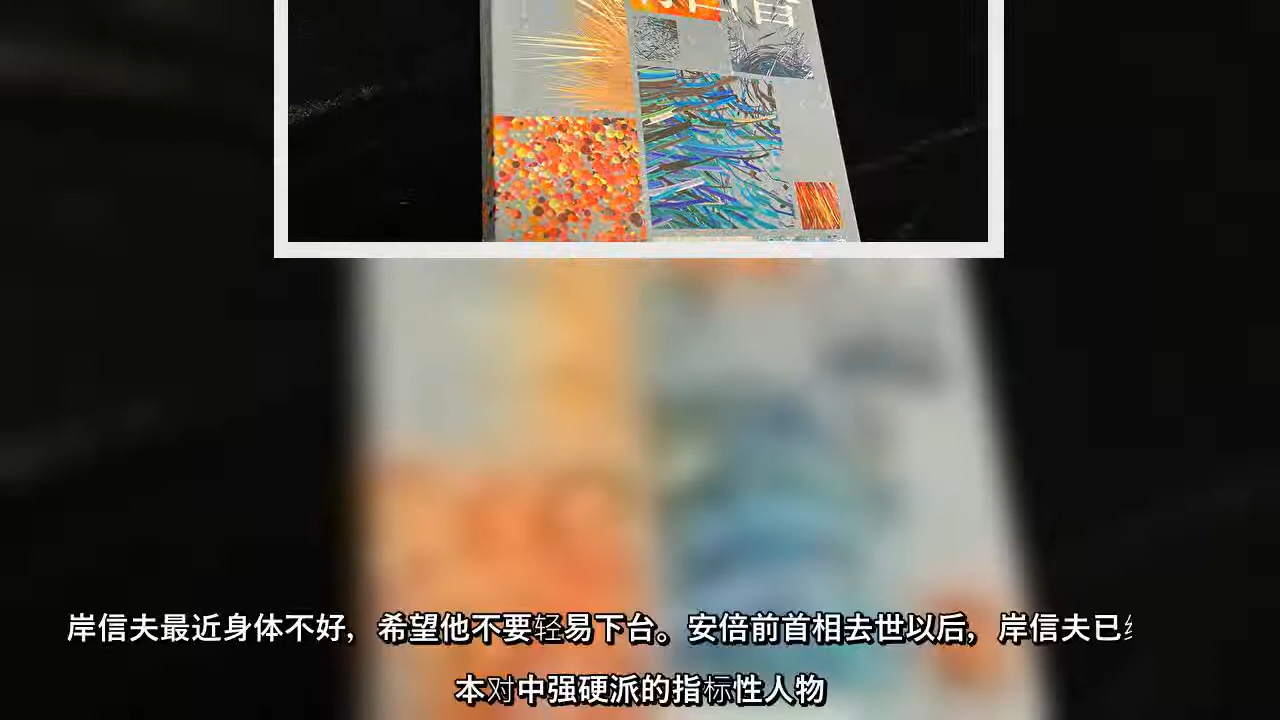 信
岸信夫最近身体不好，希望他不要轻易下台。安倍前首相去世以后，岸信夫已
本对中强硬派的指标性人物